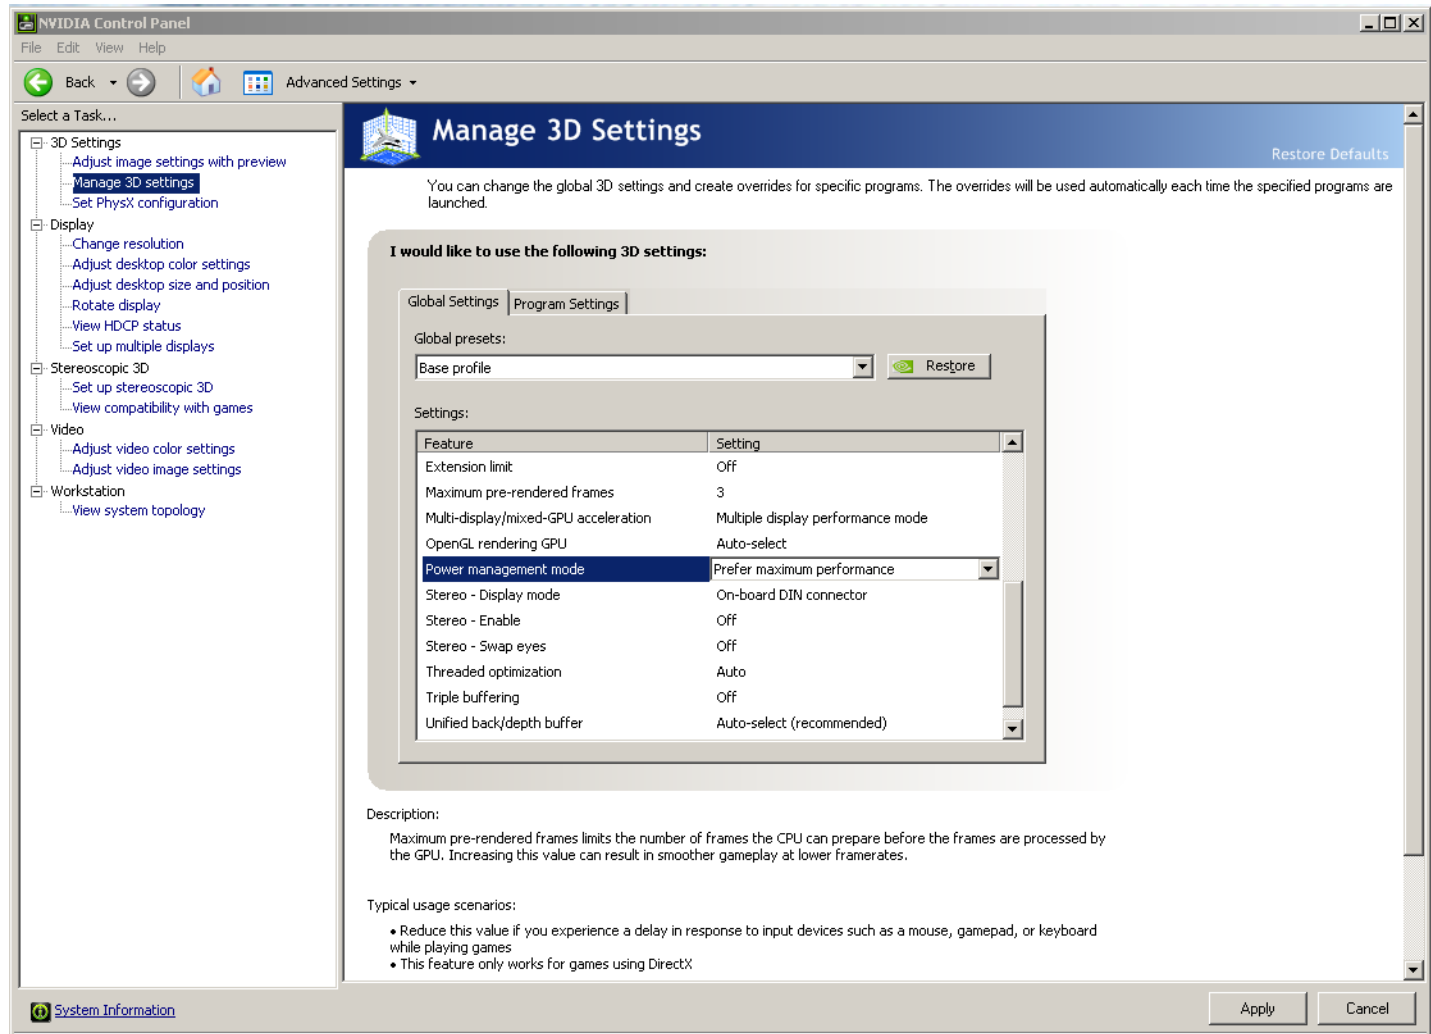 NVIDIA Control Panel
File Edit View Help
Back Advanced Settings
Select a Task...
3D Settings
Adjust image settings with preview
Manage 3D settings
Set PhysX configuration
Display
Change resolution
Adjust desktop color settings
Adjust desktop size and position
Rotate display
View HDCP status
Set up multiple displays
Stereoscopic 3D
Set up stereoscopic 3D
View compatibility with games
Video
Adjust video color settings
Adjust video image settings
Workstation
View system topology
Manage 3D Settings
Restore Defaults
You can change the global 3D settings and create overrides for specific programs. The overrides will be used automatically each time the specified programs are
launched.
I would like to use the following 3D settings:
Global Settings Program Settings
Global presets:
Base profile Restore
Settings:
Feature Setting
Extension limit Off
Maximum pre-rendered frames 3
Multi-display/mixed-GPU acceleration Multiple display performance mode
OpenGL rendering GPU Auto-select
Power management mode Prefer maximum performance
Stereo - Display mode On-board DIN connector
Stereo - Enable Off
Stereo - Swap eyes Off
Threaded optimization Auto
Triple buffering Off
Unified back/depth buffer Auto-select (recommended)
Description:
Maximum pre-rendered frames limits the number of frames the CPU can prepare before the frames are processed by
the GPU. Increasing this value can result in smoother gameplay at lower framerates.
Typical usage scenarios:
• Reduce this value if you experience a delay in response to input devices such as a mouse, gamepad, or keyboard
while playing games
• This feature only works for games using DirectX
System Information
Apply Cancel